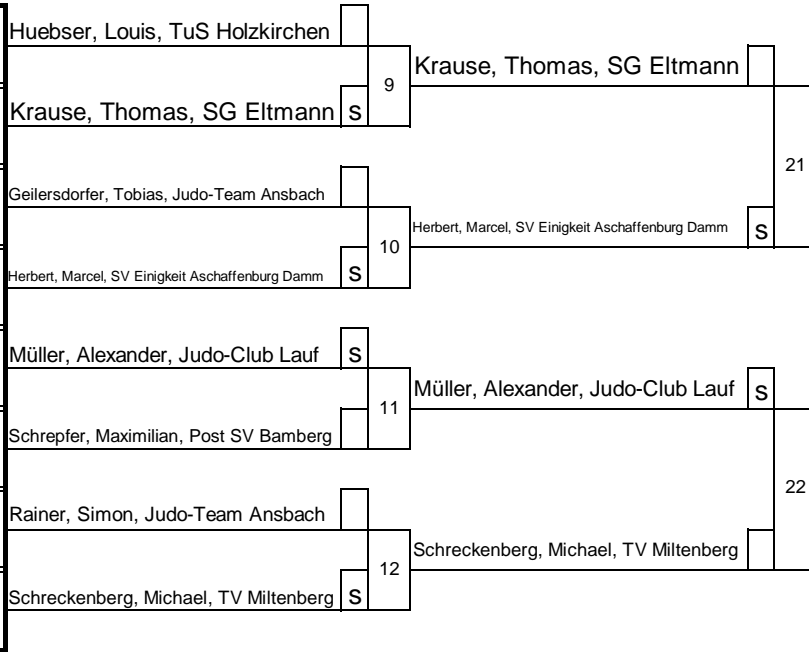 Huebser, Louis, TuS Holzkirchen
9
Krause, Thomas, SG Eltmann s
Geilersdorfer, Tobias, Judo-Team Ansbach
10
Herbert, Marcel, SV Einigkeit Aschaffenburg Damm s
Müller, Alexander, Judo-Club Lauf s
11
Schrepfer, Maximilian, Post SV Bamberg
Rainer, Simon, Judo-Team Ansbach
12
Schreckenberg, Michael, TV Miltenberg s
Krause, Thomas, SG Eltmann
21
Herbert, Marcel, SV Einigkeit Aschaffenburg Damm s
Müller, Alexander, Judo-Club Lauf s
22
Schreckenberg, Michael, TV Miltenberg